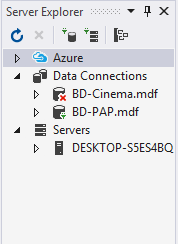 Server Explorer
Azure
Data Connections
BD-Cinema.mdf
BD-PAP.mdf
Servers
DESKTOP-S5ES4BQ